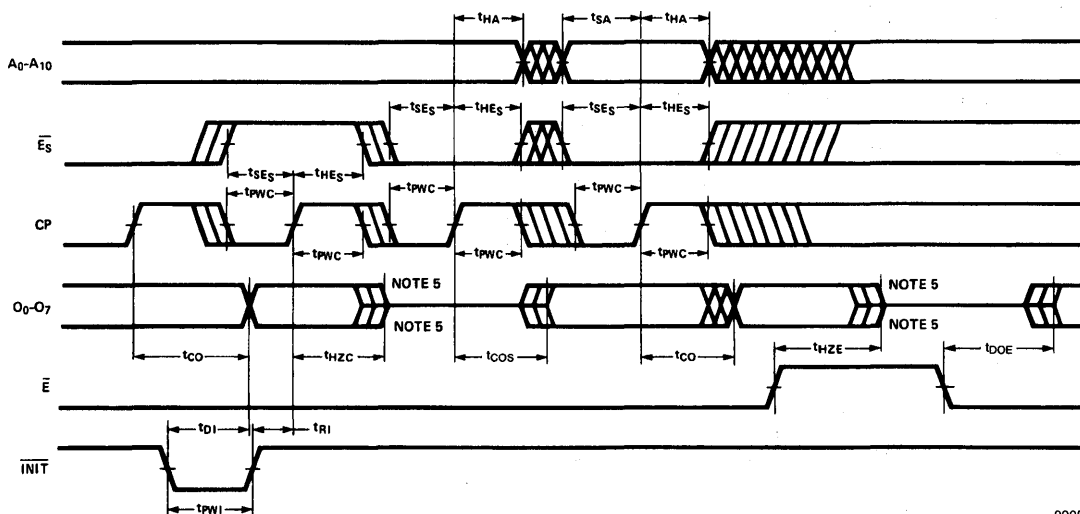 tHA tSA tHA
A0-A10
tSES tHES tSES tHES
ES
tSES tHES
tPWC tPWC tPWC
CP
tPWC tPWC tPWC
NOTE 5 NOTE 5
O0-O7
NOTE 5 NOTE 5
tCO tHZC tCOS tCO tHZE tDOE
E
tDI tRI
INIT
tPWI